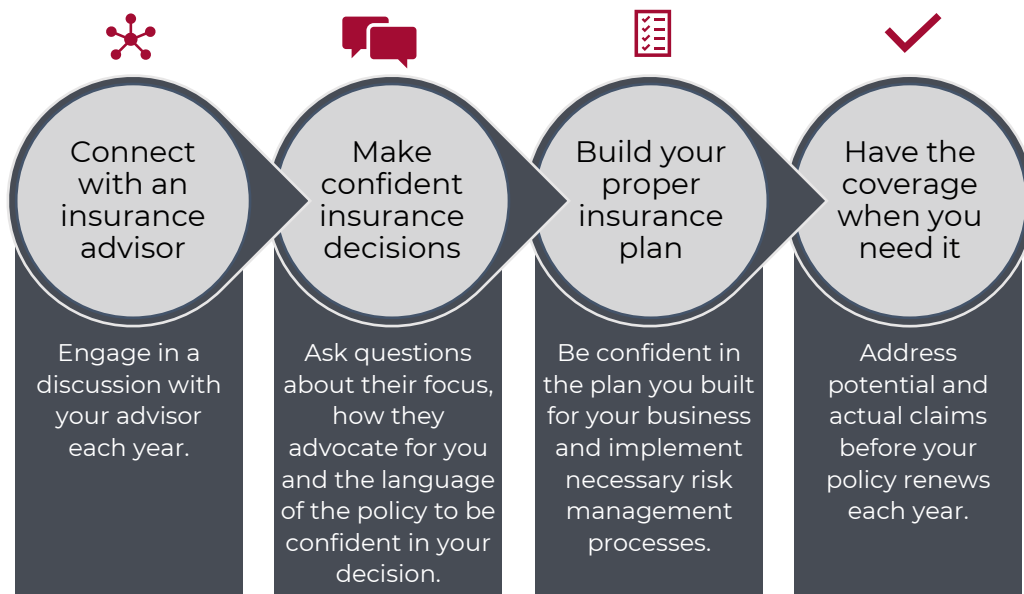 Connect
with an
insurance
advisor
Engage in a
discussion with
your advisor
each year.
Make
confident
insurance
decisions
Ask questions
about their focus,
how they
advocate for you
and the language
of the policy to be
confident in your
decision.
Build your
proper
insurance
plan
Be confident in
the plan you built
for your business
and implement
necessary risk
management
processes.
Have the
coverage
when you
need it
Address
potential and
actual claims
before your
policy renews
each year.